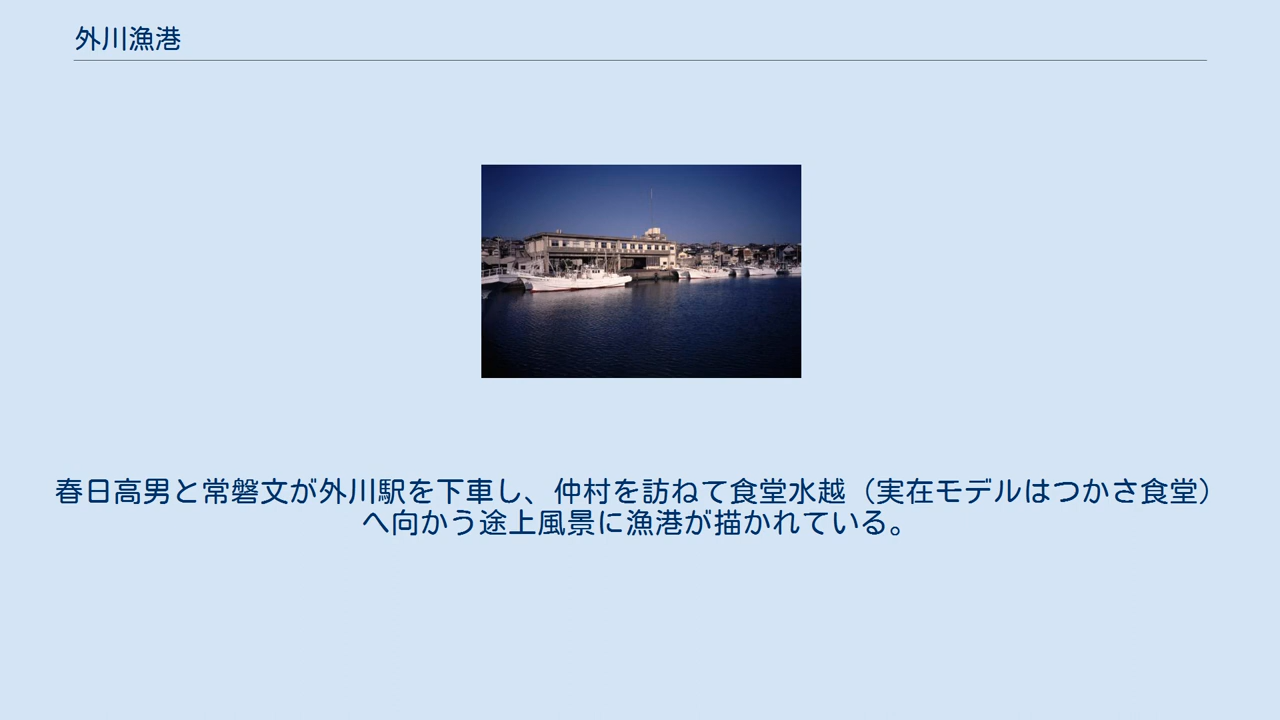 外川漁港
春日高男と常磐文が外川駅を下車し、仲村を訪ねて食堂水越（実在モデルはつかさ食堂）
へ向かう途上風景に漁港が描かれている。